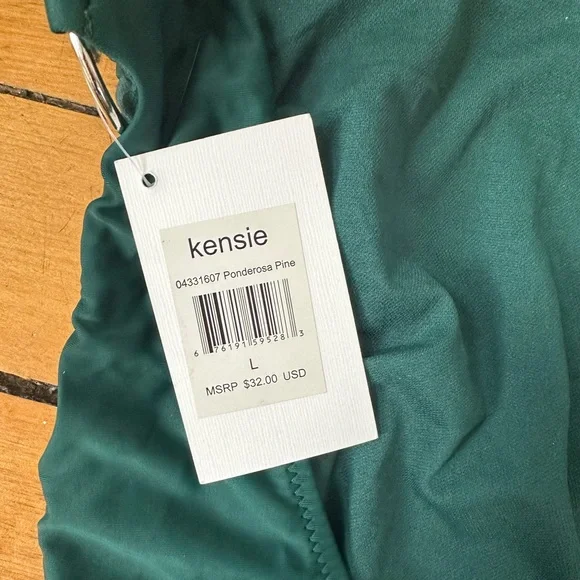 kensie
04331607 Ponderosa Pine
6 76191 59528 3
L
MSRP $32.00 USD